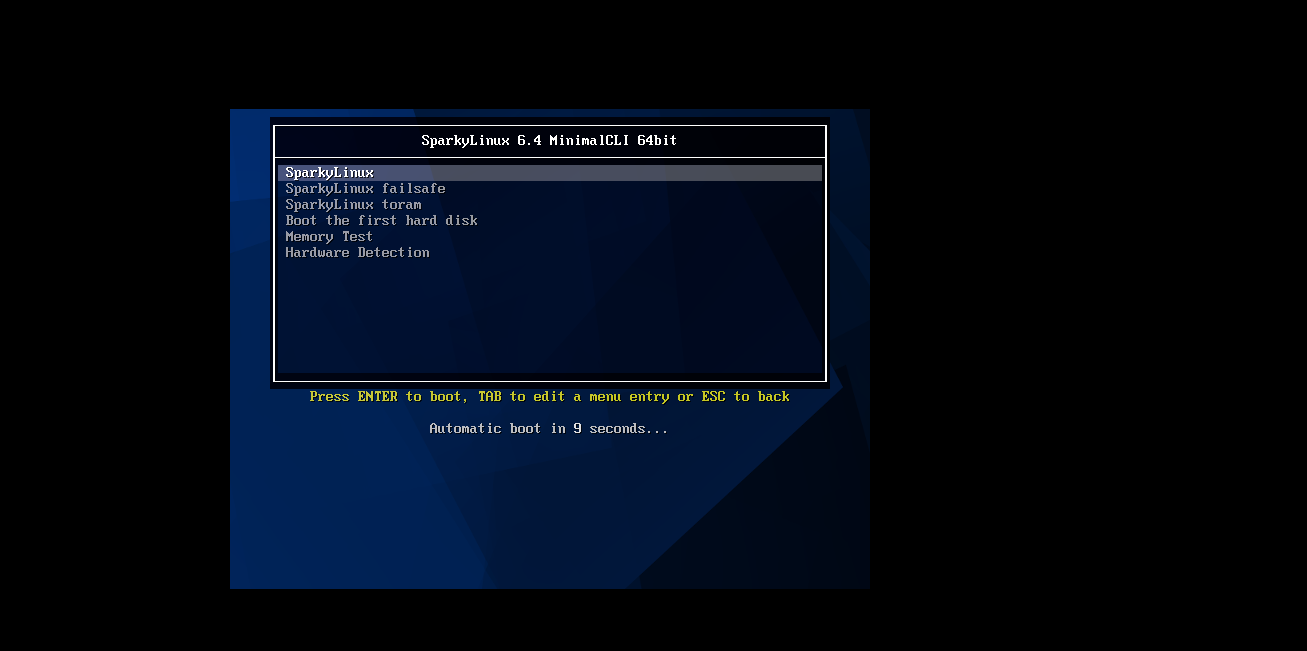 SparkyLinux 6.4 MinimalCLI 64bit
SparkyLinux
SparkyLinux failsafe
SparkyLinux toram
Boot the first hard disk
Memory Test
Hardware Detection
Press ENTER to boot, TAB to edit a menu entry or ESC to back
Automatic boot in 9 seconds...